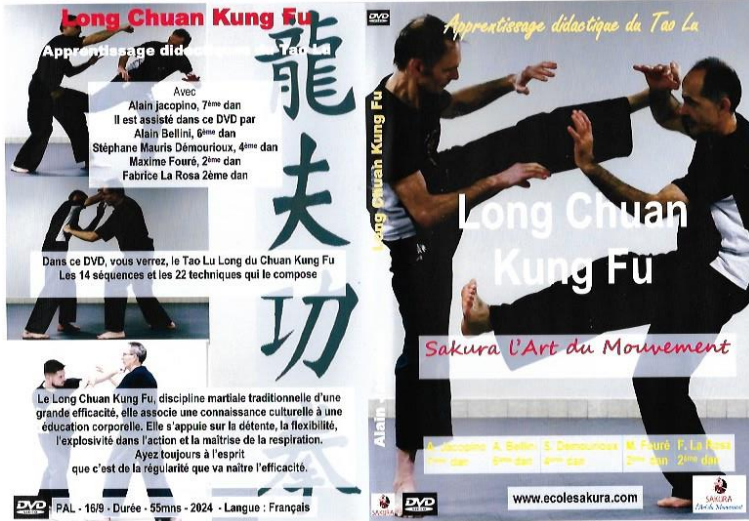 Long Chuan Kung Fu
Apprentissage didactique du Tao Lu
Avec
Alain jacopino, 7ème dan
Il est assisté dans ce DVD par
Alain Bellini, 6ème dan
Stéphane Mauris Démourioux, 4ème dan
Maxime Fouré, 2ème dan
Fabrice La Rosa 2ème dan
Dans ce DVD, vous verrez, le Tao Lu Long du Chuan Kung Fu
Les 14 séquences et les 22 techniques qui le compose
Le Long Chuan Kung Fu, discipline martiale traditionnelle d'une
grande efficacité, elle associe une connaissance culturelle à une
éducation corporelle. Elle s'appuie sur la détente, la flexibilité,
l'explosivité dans l'action et la maîtrise de la respiration.
Ayez toujours à l'esprit
que c'est de la régularité que va naître l'efficacité.
DVD PAL - 16/9 - Durée - 55mns - 2024 - Langue : Français
龍
夫
功
拳
Long Chuan Kung Fu
Alain
SAKURA
L'Art du Mouvement
DVD
Apprentissage didactique du Tao Lu
Long Chuan
Kung Fu
Sakura l'Art du Mouvement
A. Jacopino A. Bellini S. Demourioux M. Fouré F. La Rosa
7ème dan 6ème dan 4ème dan 2ème dan 2ème dan
DVD
www.ecolesakura.com
SAKURA
L'Art du Mouvement